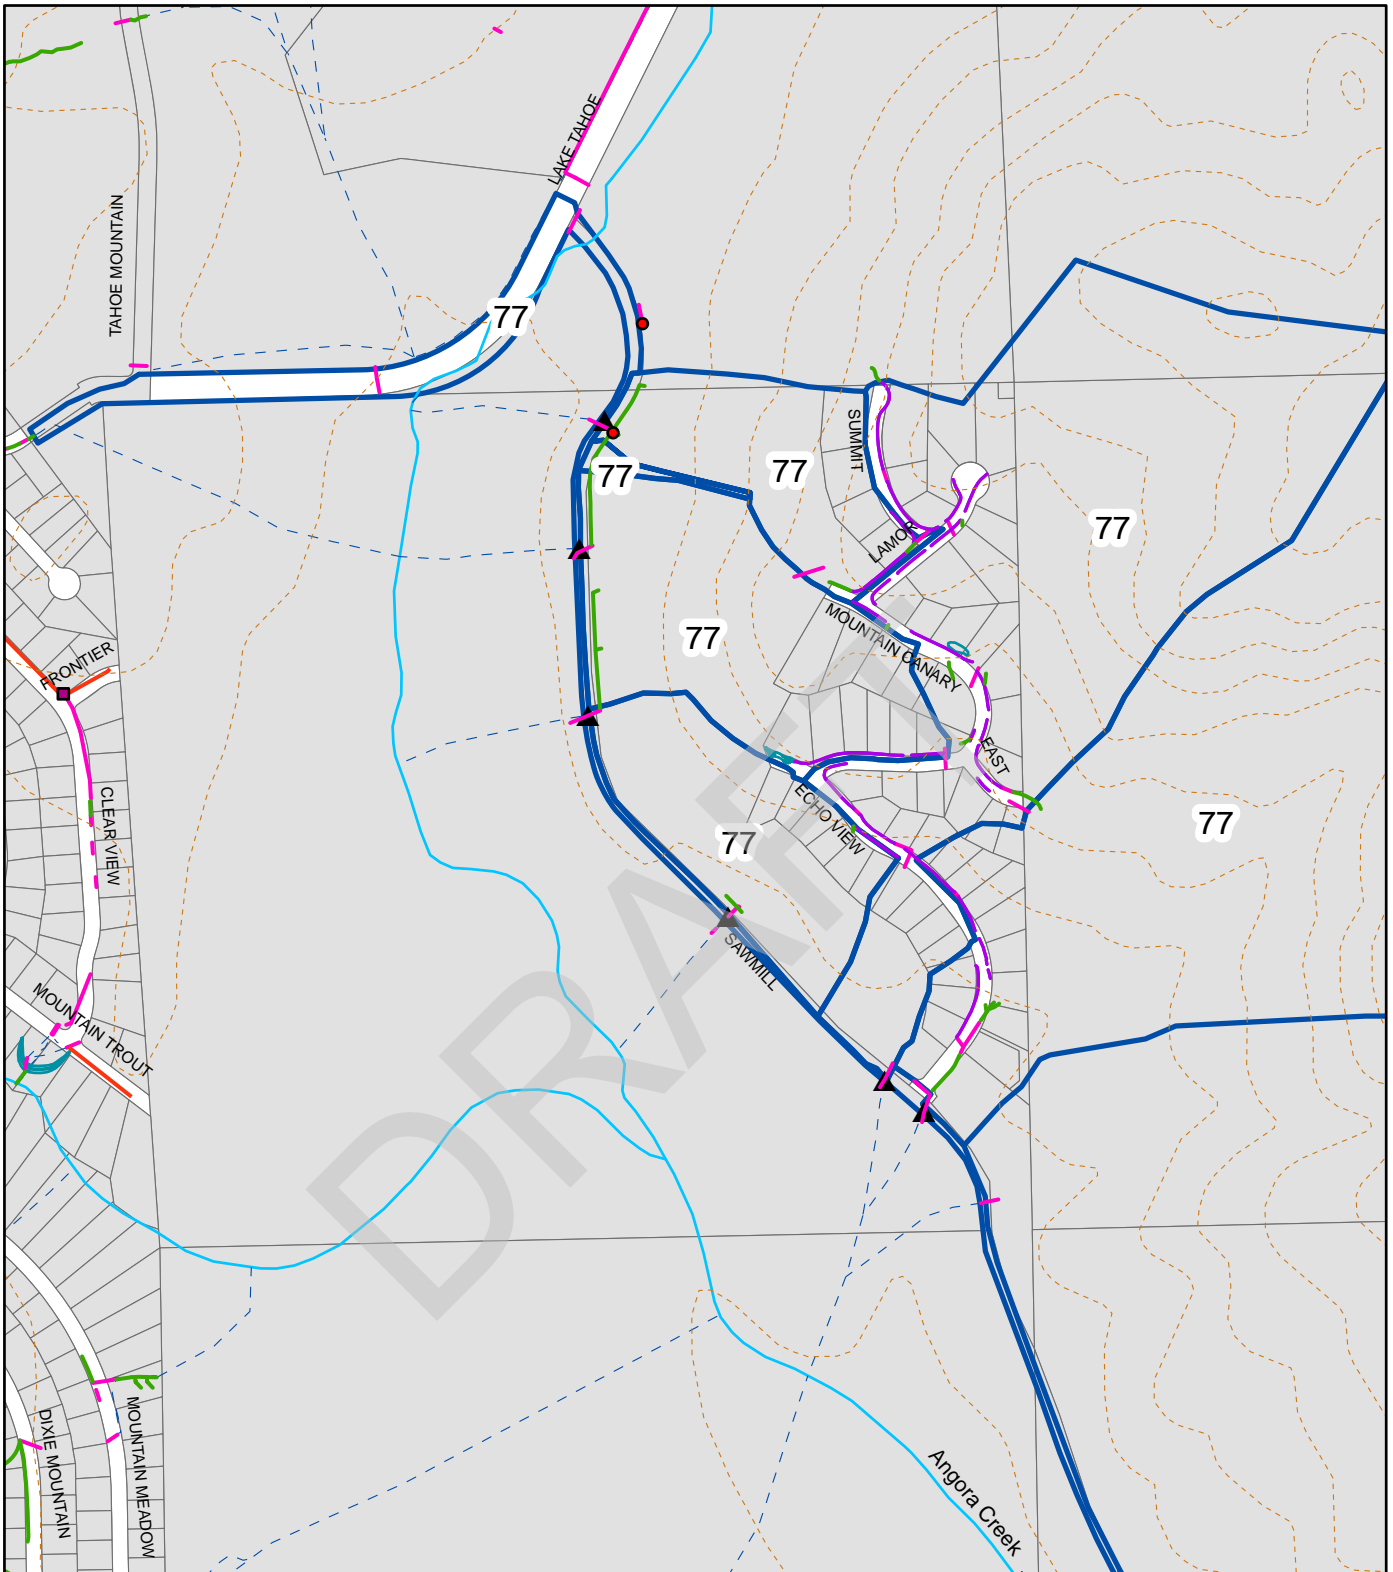 LAKE TAHOE
TAHOE MOUNTAIN
77
SUMMIT
77
77
77
LAMOR
MOUNTAIN CANARY
77
FRONTIER
EAST
CLEAR VIEW
ECHO VIEW
77
77
SAWMILL
MOUNTAIN TROUT
DRAFT
DIXIE MOUNTAIN
MOUNTAIN MEADOW
Angora Creek